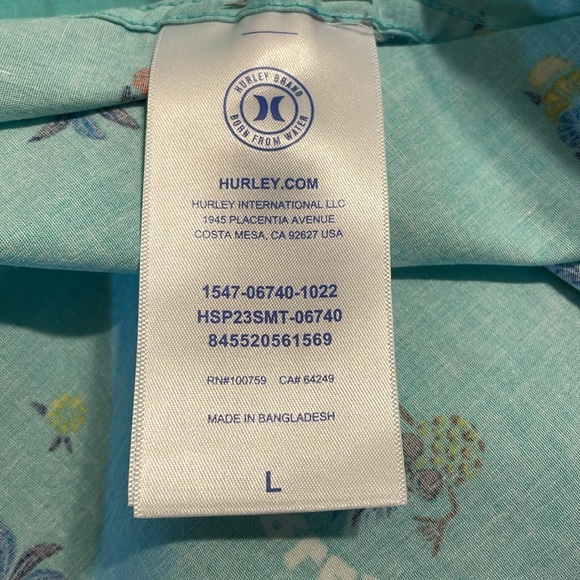 HURLEY BRAND
BORN FROM WATER
HURLEY.COM
HURLEY INTERNATIONAL LLC
1945 PLACENTIA AVENUE
COSTA MESA, CA 92627 USA
1547-06740-1022
HSP23SMT-06740
845520561569
RN#100759 CA# 64249
MADE IN BANGLADESH
L